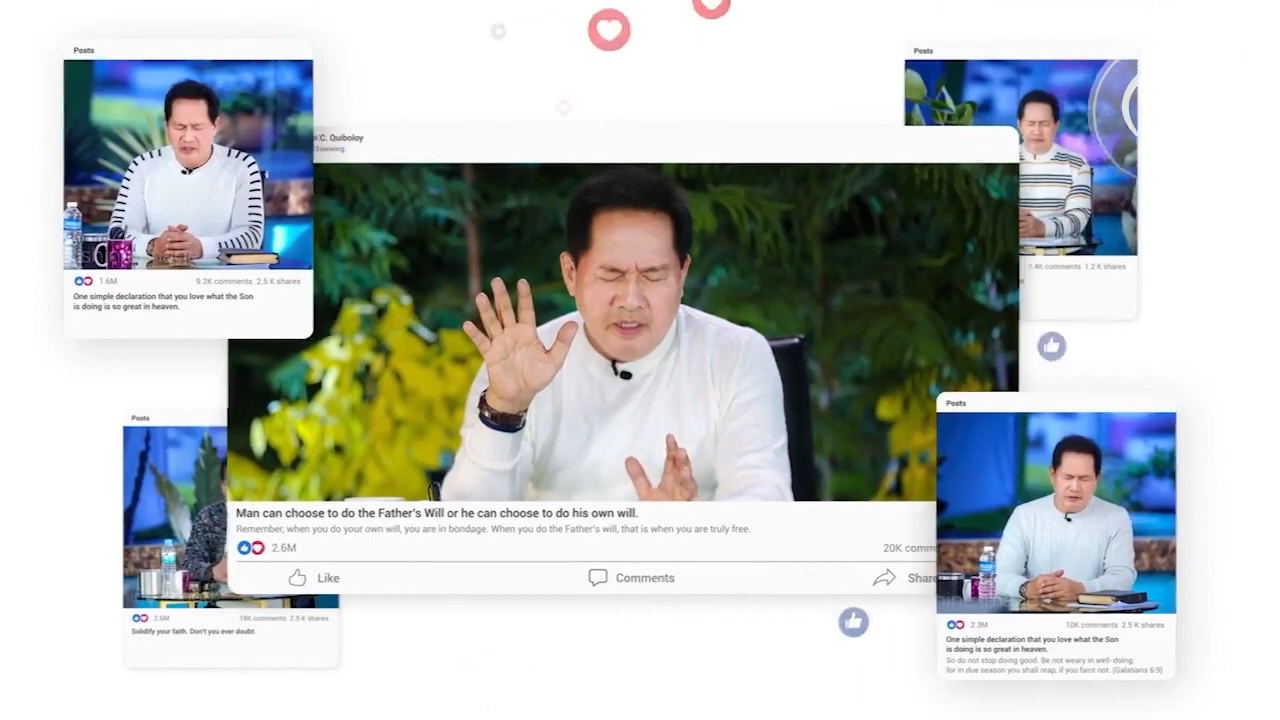 Posts
1.6M
9.2K comments 2.5 K shares
One simple declaration that you love what the Son
is doing is so great in heaven.
C. Quiboloy
Man can choose to do the Father's Will or he can choose to do his own will.
Remember, when you do your own will, you are in bondage. When you do the Father's will, that is when you are truly free.
2.6M
20K comm
Like
Comments
Share
Posts
1.4K comments 1.2 K shares
Posts
2.6M
16K comments 2.5 K shares
Solidify your faith. Don't you ever doubt.
Posts
2.3M
10K comments 2.5 K shares
One simple declaration that you love what the Son
is doing is so great in heaven.
So do not stop doing good. Be not weary in well-doing,
for in due season you shall reap, if you faint not. (Galatians 6:9)